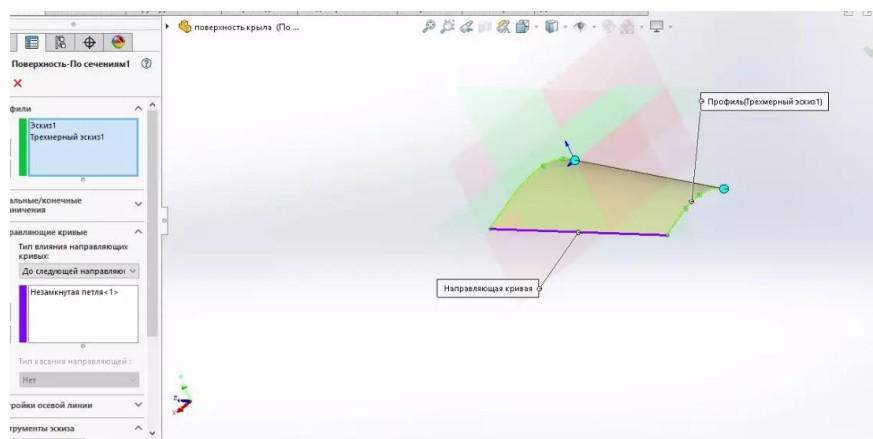 поверхность крыла (По ...
Поверхность-По сечениям1
фили
Эскиз1
Трехмерный эскиз1
альные/конечные
ничения
равляющие кривые
Тип влияния направляющих
кривых:
До следующей направляю
Незамкнутая петля<1>
Тип касания направляющей :
Нет
ройки осевой линии
трументы эскиза
Профиль(Трехмерный эскиз1)
Направляющая кривая